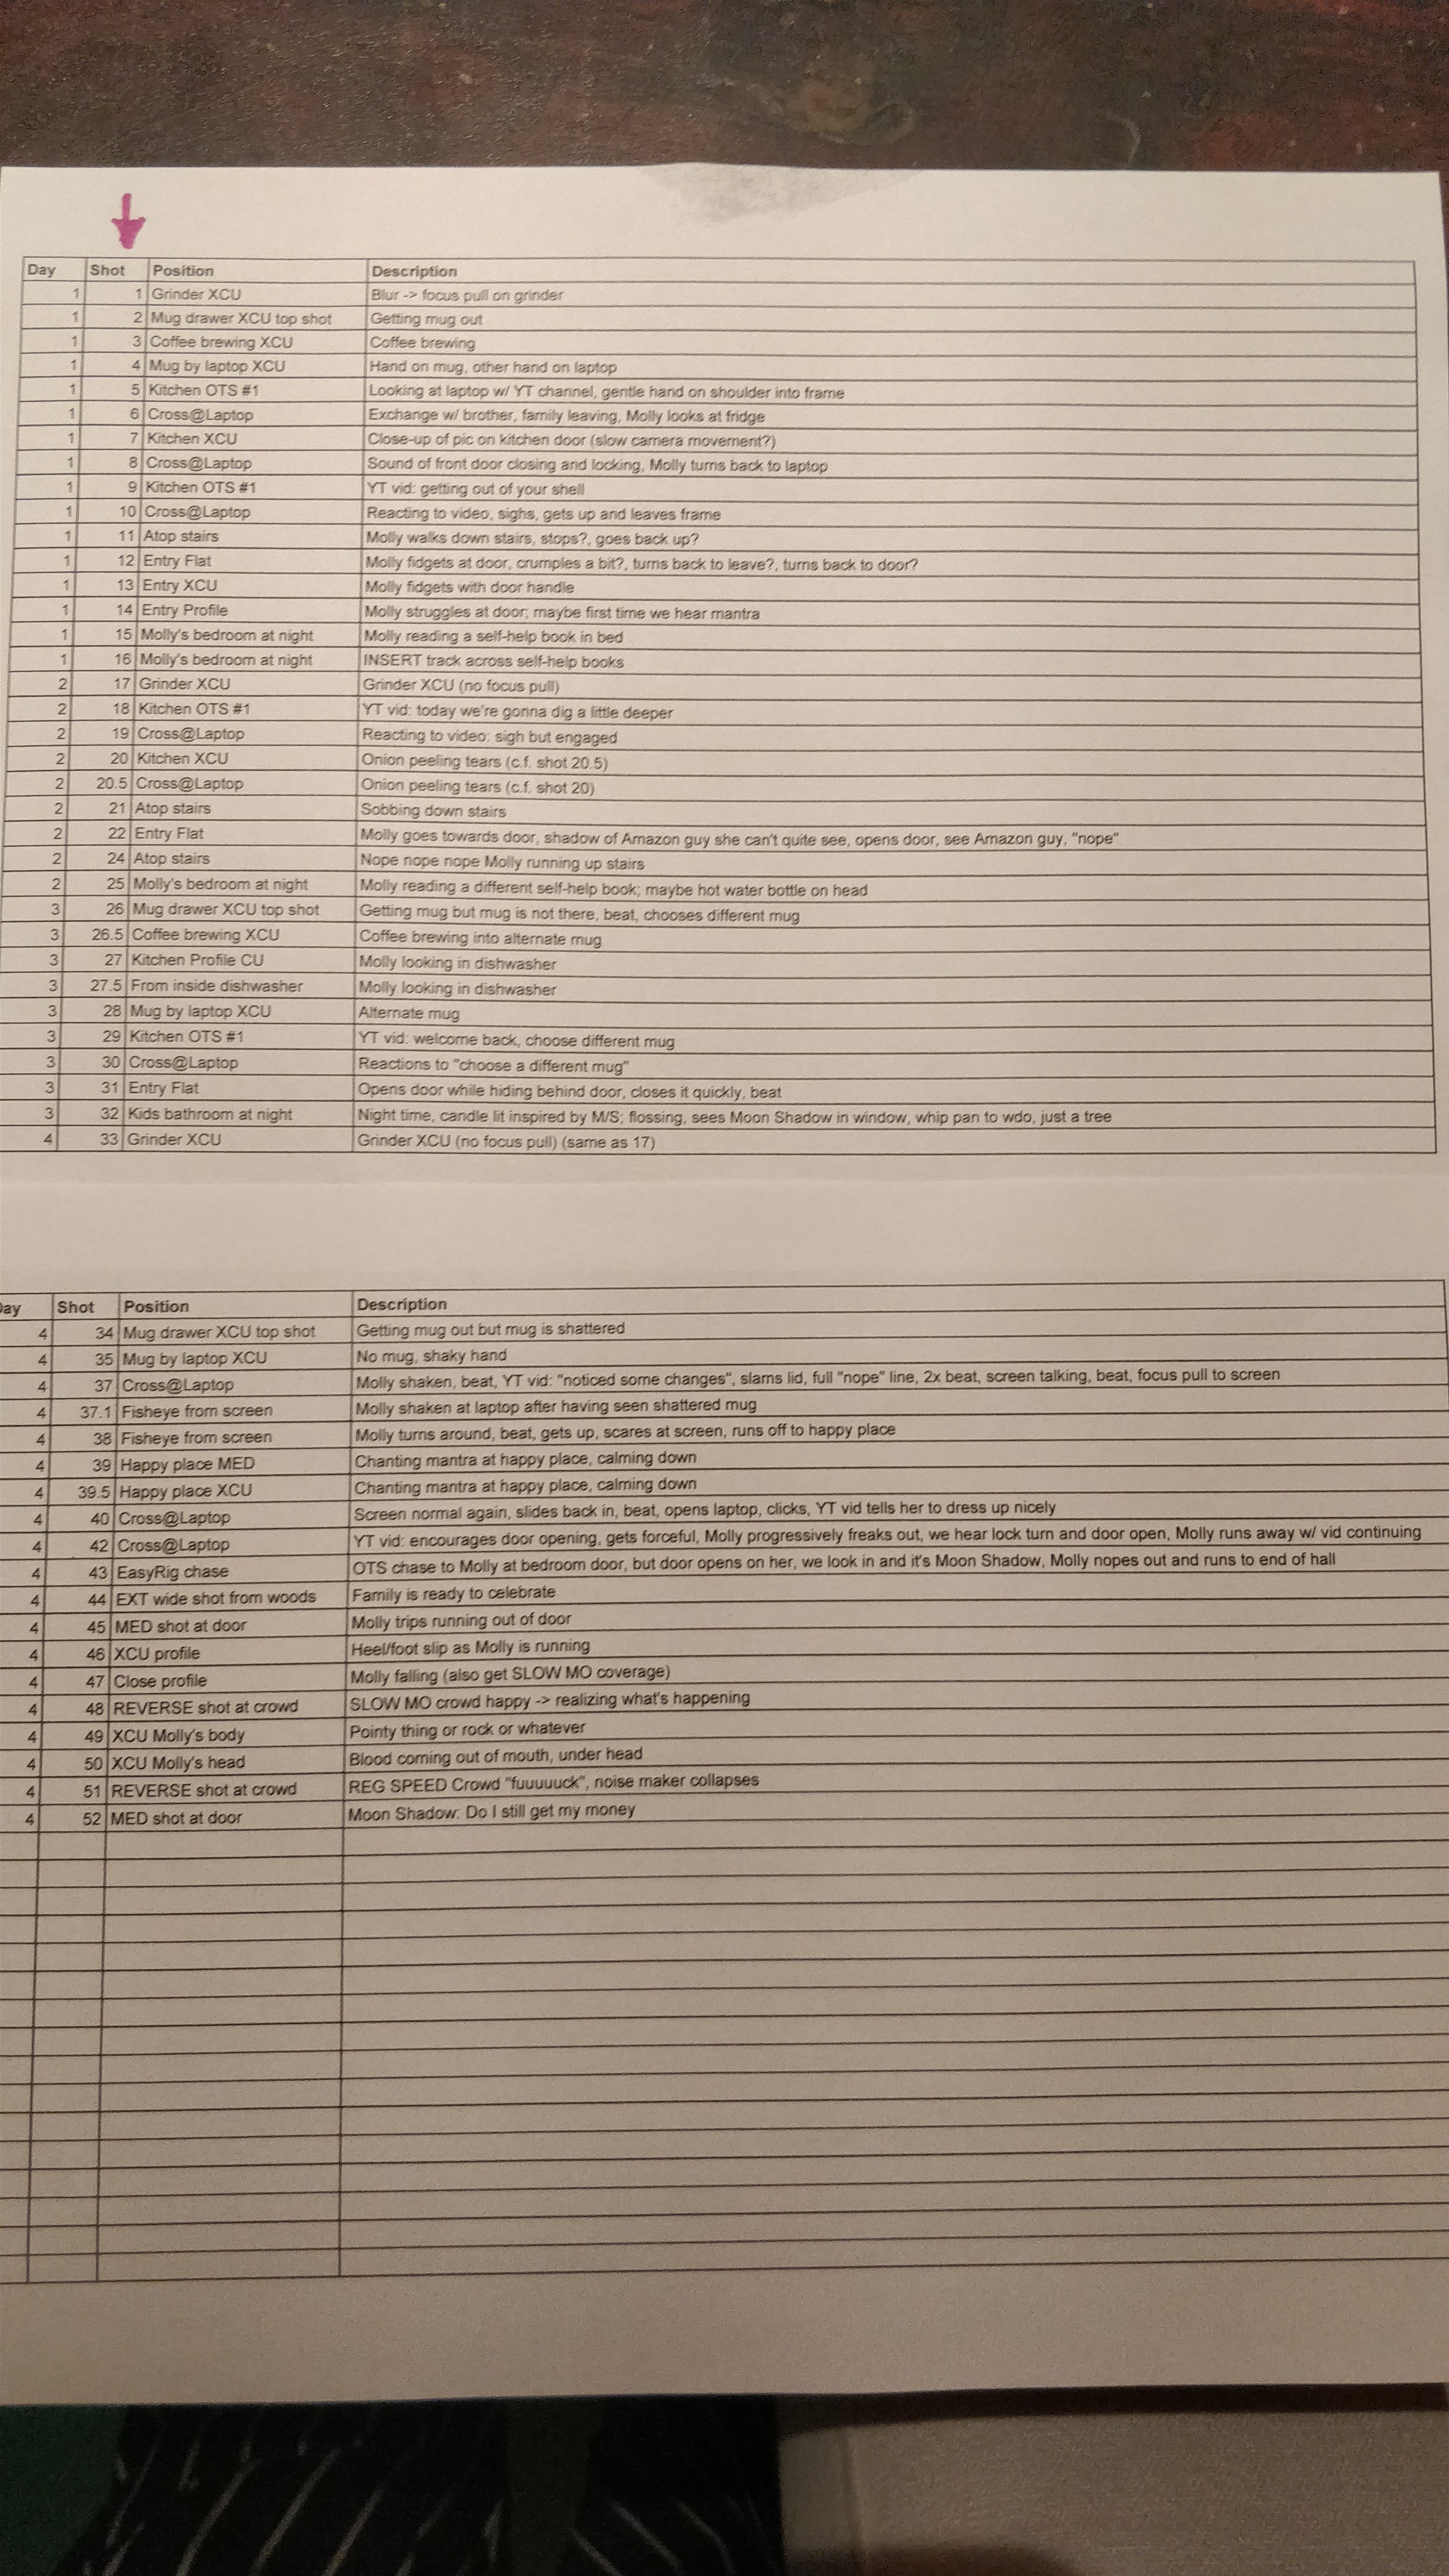 Day Shot Position Description
1 1 Grinder XCU Blur -> focus pull on grinder
1 2 Mug drawer XCU top shot Getting mug out
1 3 Coffee brewing XCU Coffee brewing
1 4 Mug by laptop XCU Hand on mug, other hand on laptop
1 5 Kitchen OTS #1 Looking at laptop w/ YT channel, gentle hand on shoulder into frame
1 6 Cross@Laptop Exchange w/ brother, family leaving, Molly looks at fridge
1 7 Kitchen XCU Close-up of pic on kitchen door (slow camera movement?)
1 8 Cross@Laptop Sound of front door closing and locking, Molly turns back to laptop
1 9 Kitchen OTS #1 YT vid: getting out of your shell
1 10 Cross@Laptop Reacting to video, sighs, gets up and leaves frame
1 11 Atop stairs Molly walks down stairs, stops?, goes back up?
1 12 Entry Flat Molly fidgets at door, crumples a bit?, turns back to leave?, turns back to door?
1 13 Entry XCU Molly fidgets with door handle
1 14 Entry Profile Molly struggles at door; maybe first time we hear mantra
1 15 Molly's bedroom at night Molly reading a self-help book in bed
1 16 Molly's bedroom at night INSERT track across self-help books
2 17 Grinder XCU Grinder XCU (no focus pull)
2 18 Kitchen OTS #1 YT vid: today we're gonna dig a little deeper
2 19 Cross@Laptop Reacting to video: sigh but engaged
2 20 Kitchen XCU Onion peeling tears (c.f. shot 20.5)
2 20.5 Cross@Laptop Onion peeling tears (c.f. shot 20)
2 21 Atop stairs Sobbing down stairs
2 22 Entry Flat Molly goes towards door, shadow of Amazon guy she can't quite see, opens door, see Amazon guy, "nope"
2 24 Atop stairs Nope nope nope Molly running up stairs
2 25 Molly's bedroom at night Molly reading a different self-help book; maybe hot water bottle on head
3 26 Mug drawer XCU top shot Getting mug but mug is not there, beat, chooses different mug
3 26.5 Coffee brewing XCU Coffee brewing into alternate mug
3 27 Kitchen Profile CU Molly looking in dishwasher
3 27.5 From inside dishwasher Molly looking in dishwasher
3 28 Mug by laptop XCU Alternate mug
3 29 Kitchen OTS #1 YT vid: welcome back, choose different mug
3 30 Cross@Laptop Reactions to "choose a different mug"
3 31 Entry Flat Opens door while hiding behind door, closes it quickly, beat
3 32 Kids bathroom at night Night time, candle lit inspired by M/S; flossing, sees Moon Shadow in window, whip pan to wdo, just a tree
4 33 Grinder XCU Grinder XCU (no focus pull) (same as 17)
Day Shot Position Description
4 34 Mug drawer XCU top shot Getting mug out but mug is shattered
4 35 Mug by laptop XCU No mug, shaky hand
4 37 Cross@Laptop Molly shaken, beat, YT vid: "noticed some changes", slams lid, full "nope" line, 2x beat, screen talking, beat, focus pull to screen
4 37.1 Fisheye from screen Molly shaken at laptop after having seen shattered mug
4 38 Fisheye from screen Molly turns around, beat, gets up, scares at screen, runs off to happy place
4 39 Happy place MED Chanting mantra at happy place, calming down
4 39.5 Happy place XCU Chanting mantra at happy place, calming down
4 40 Cross@Laptop Screen normal again, slides back in, beat, opens laptop, clicks, YT vid tells her to dress up nicely
4 42 Cross@Laptop YT vid: encourages door opening, gets forceful, Molly progressively freaks out, we hear lock turn and door open, Molly runs away w/ vid continuing
4 43 EasyRig chase OTS chase to Molly at bedroom door, but door opens on her, we look in and it's Moon Shadow, Molly nopes out and runs to end of hall
4 44 EXT wide shot from woods Family is ready to celebrate
4 45 MED shot at door Molly trips running out of door
4 46 XCU profile Heel/foot slip as Molly is running
4 47 Close profile Molly falling (also get SLOW MO coverage)
4 48 REVERSE shot at crowd SLOW MO crowd happy -> realizing what's happening
4 49 XCU Molly's body Pointy thing or rock or whatever
4 50 XCU Molly's head Blood coming out of mouth, under head
4 51 REVERSE shot at crowd REG SPEED Crowd "fuuuuuck", noise maker collapses
4 52 MED shot at door Moon Shadow: Do I still get my money